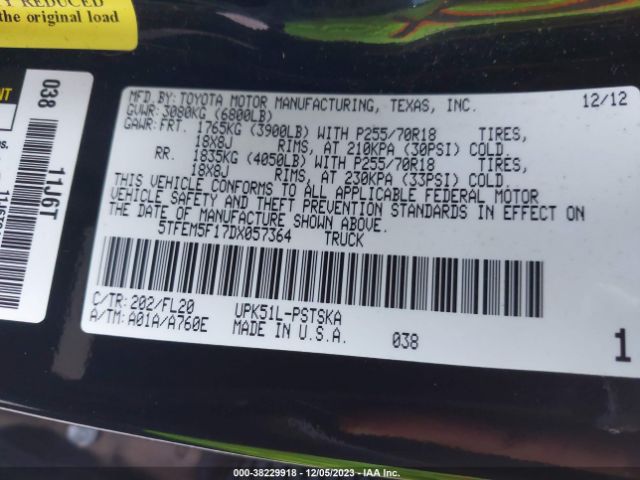 Y REDUCED
the original load
038
11J6T
MFD.BY:TOYOTA MOTOR MANUFACTURING, TEXAS, INC. 12/12
GVWR: 3080KG (6800LB)
GAWR: FRT. 1765KG (3900LB) WITH P255/70R18 TIRES,
18X8J RIMS, AT 210KPA (30PSI) COLD.
RR. 1835KG (4050LB) WITH P255/70R18 TIRES,
18X8J RIMS, AT 230KPA (33PSI) COLD.
THIS VEHICLE CONFORMS TO ALL APPLICABLE FEDERAL MOTOR
VEHICLE SAFETY AND THEFT PREVENTION STANDARDS IN EFFECT ON
THE DATE OF MANUFACTURE SHOWN ABOVE.
5TFEM5F17DX057364 TRUCK
C/TR:202/FL20 UPK51L-PSTSKA
A/TM:A01A/A760E MADE IN U.S.A. 038
1
000-38229918 - 12/05/2023 - IAA Inc.